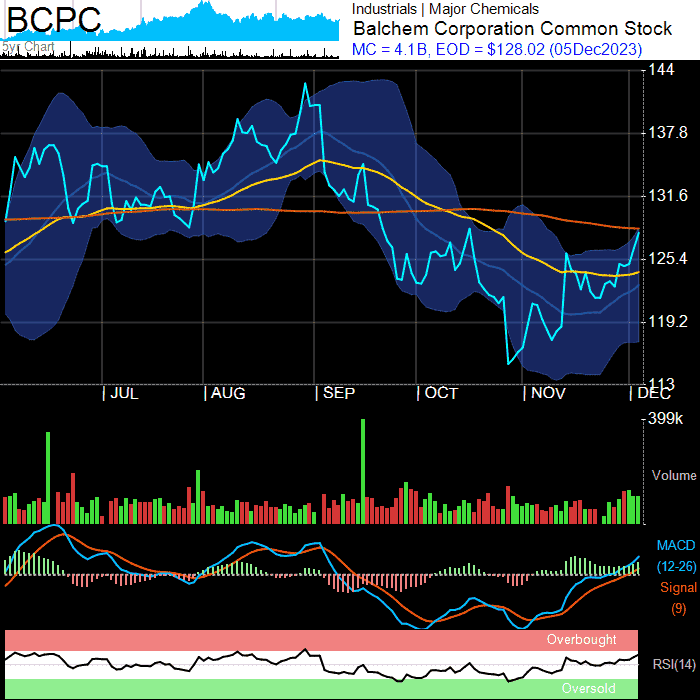 BCPC
5yr Chart
Industrials | Major Chemicals
Balchem Corporation Common Stock
MC = 4.1B, EOD = $128.02 (05Dec2023)
144
137.8
131.6
125.4
119.2
113
| JUL
| AUG
| SEP
| OCT
| NOV
| DEC
399k
Volume
MACD
(12-26)
Signal
(9)
Overbought
RSI(14)
Oversold